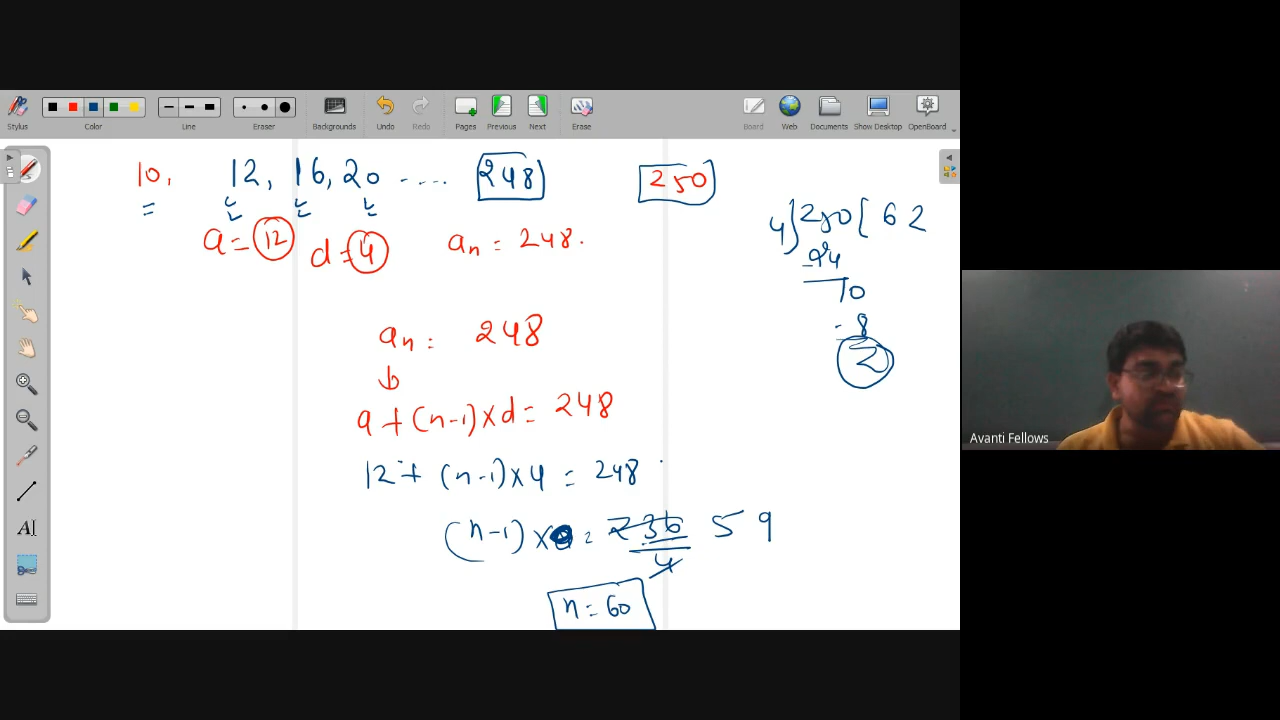 Stylus Color Line Eraser Backgrounds Undo Redo Pages Previous Next Erase Board Web Documents Show Desktop OpenBoard
10, 12, 16, 20 ---- 248 250
a = 12 d = 4 an = 248.
4)250( 62
-24
10
-8
2
an = 248
a + (n-1)×d = 248
12 + (n-1)×4 = 248
(n-1)× = 236/4 59
n = 60
Avanti Fellows